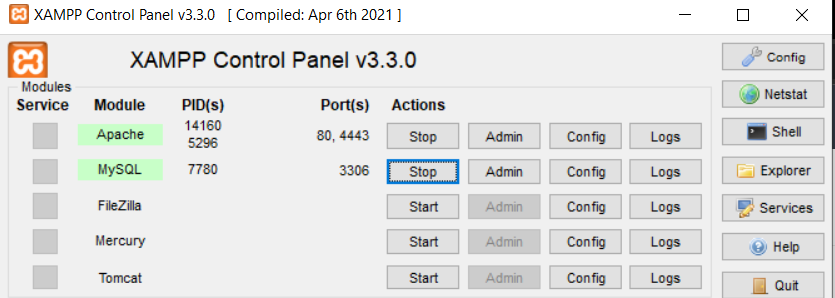 XAMPP Control Panel v3.3.0 [ Compiled: Apr 6th 2021 ]
XAMPP Control Panel v3.3.0
Config
Modules
Service Module PID(s) Port(s) Actions
Netstat
Apache 14160 80, 4443 Stop Admin Config Logs
5296
Shell
MySQL 7780 3306 Stop Admin Config Logs
Explorer
FileZilla Start Admin Config Logs
Services
Mercury Start Admin Config Logs
Help
Tomcat Start Admin Config Logs
Quit